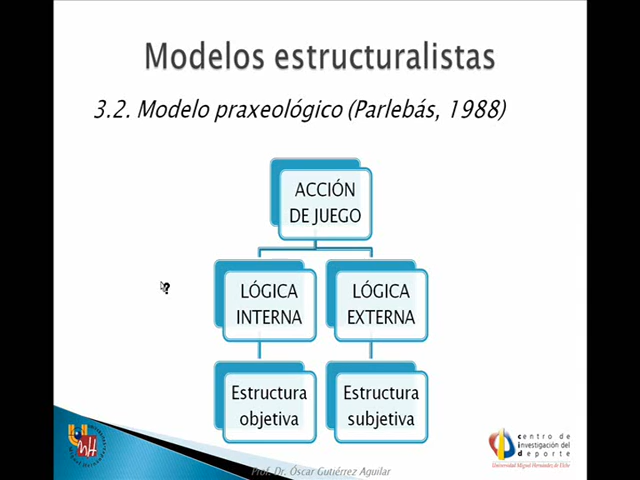 Modelos estructuralistas
3.2. Modelo praxeológico (Parlebás, 1988)
ACCIÓN
DE JUEGO
LÓGICA
INTERNA
LÓGICA
EXTERNA
Estructura
objetiva
Estructura
subjetiva
centro de
investigación del
deporte
Universidad Miguel Hernández de Elche
Prof. Dr. Óscar Gutiérrez Aguilar